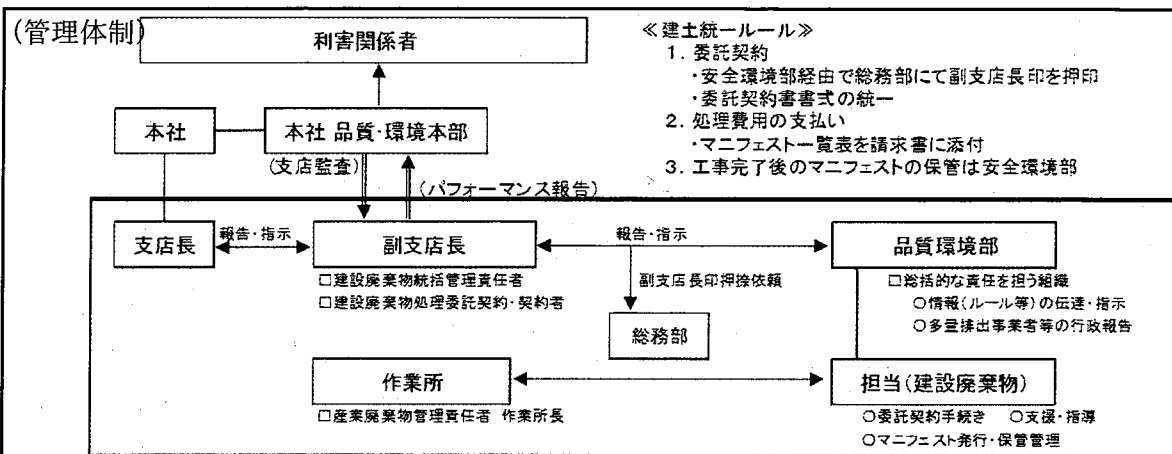 (管理体制)
利害関係者
≪建土統一ルール≫
1. 委託契約
・安全環境部経由で総務部にて副支店長印を押印
・委託契約書書式の統一
2. 処理費用の支払い
・マニフェスト一覧表を請求書に添付
3. 工事完了後のマニフェストの保管は安全環境部
本社
本社 品質・環境本部
(支店監査)
(パフォーマンス報告)
支店長
報告・指示
副支店長
報告・指示
品質環境部
□建設廃棄物統括管理責任者
□建設廃棄物処理委託契約・契約者
副支店長印押捺依頼
□総括的な責任を担う組織
○情報(ルール等)の伝達・指示
○多量排出事業者等の行政報告
総務部
作業所
担当(建設廃棄物)
□産業廃棄物管理責任者 作業所長
○委託契約手続き ○支援・指導
○マニフェスト発行・保管管理